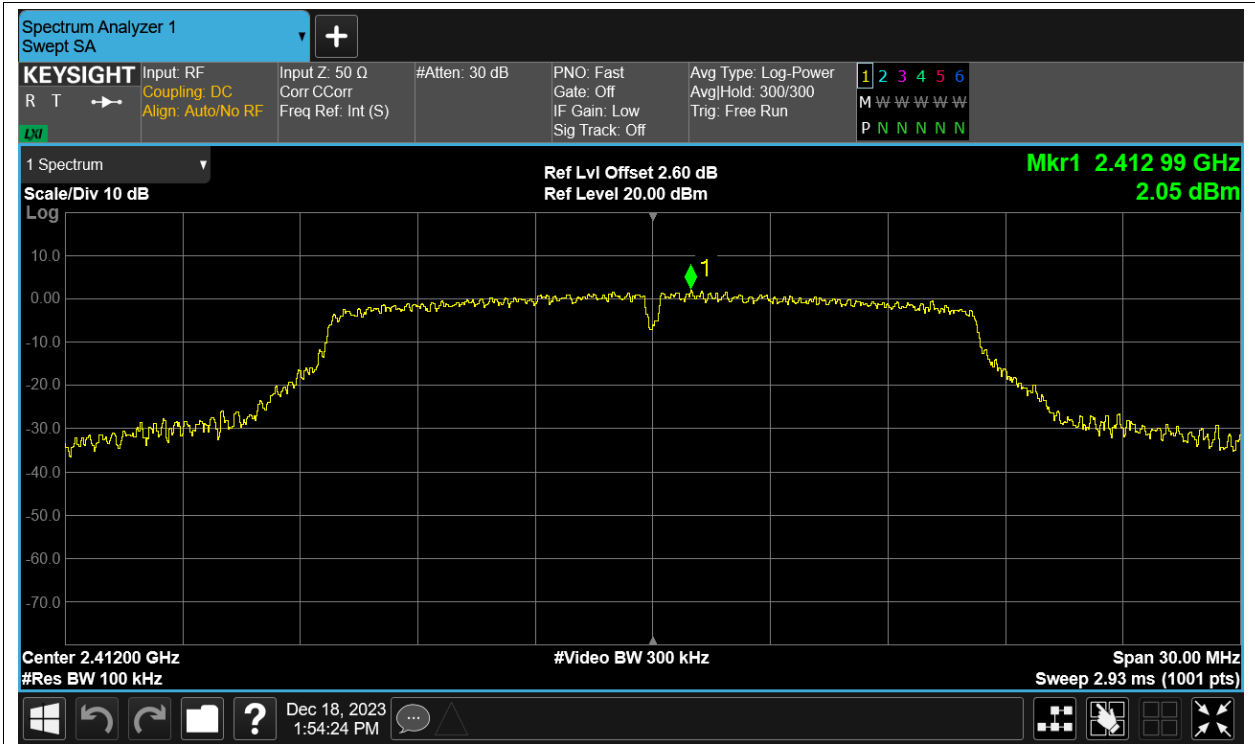 Spectrum Analyzer 1
Swept SA
KEYSIGHT
R T
LXI
Input: RF
Coupling: DC
Align: Auto/No RF
Input Z: 50 Ω
Corr CCorr
Freq Ref: Int (S)
#Atten: 30 dB
PNO: Fast
Gate: Off
IF Gain: Low
Sig Track: Off
Avg Type: Log-Power
Avg|Hold: 300/300
Trig: Free Run
1 2 3 4 5 6
M W W W W W
P N N N N N
1 Spectrum
Scale/Div 10 dB
Log
Ref Lvl Offset 2.60 dB
Ref Level 20.00 dBm
Mkr1 2.412 99 GHz
2.05 dBm
1
10.0
0.00
-10.0
-20.0
-30.0
-40.0
-50.0
-60.0
-70.0
Center 2.41200 GHz
#Res BW 100 kHz
#Video BW 300 kHz
Span 30.00 MHz
Sweep 2.93 ms (1001 pts)
?
Dec 18, 2023
1:54:24 PM